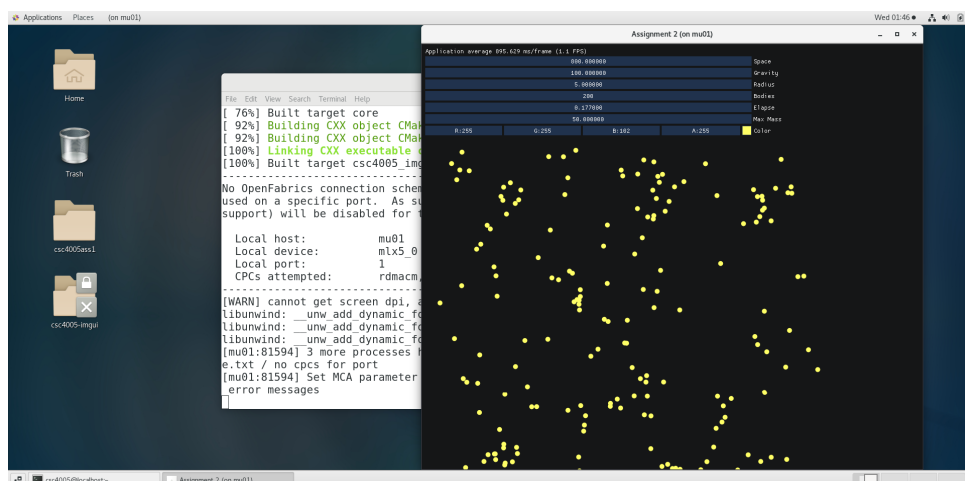 Applications Places (on mu01) Wed 01:46
Assignment 2 (on mu01)
Application average 895.629 ms/frame (1.1 FPS)
800.000000 Space
100.000000 Gravity
5.000000 Radius
200 Bodies
0.177000 Elapse
50.000000 Max Mass
R:255 G:255 B:102 A:255 Color
Home
Trash
csc4005ass1
csc4005-imgui
File Edit View Search Terminal Help
[ 76%] Built target core
[ 92%] Building CXX object CMak
[ 92%] Building CXX object CMak
[100%] Linking CXX executable c
[100%] Built target csc4005_img
No OpenFabrics connection schem
used on a specific port. As su
support) will be disabled for t
Local host: mu01
Local device: mlx5_0
Local port: 1
CPCs attempted: rdmacm,
[WARN] cannot get screen dpi, a
libunwind: __unw_add_dynamic_fd
libunwind: __unw_add_dynamic_fd
libunwind: __unw_add_dynamic_fd
[mu01:81594] 3 more processes h
e.txt / no cpcs for port
[mu01:81594] Set MCA parameter
error messages
csc4005@localhost:~
Assignment 2 (on mu01)